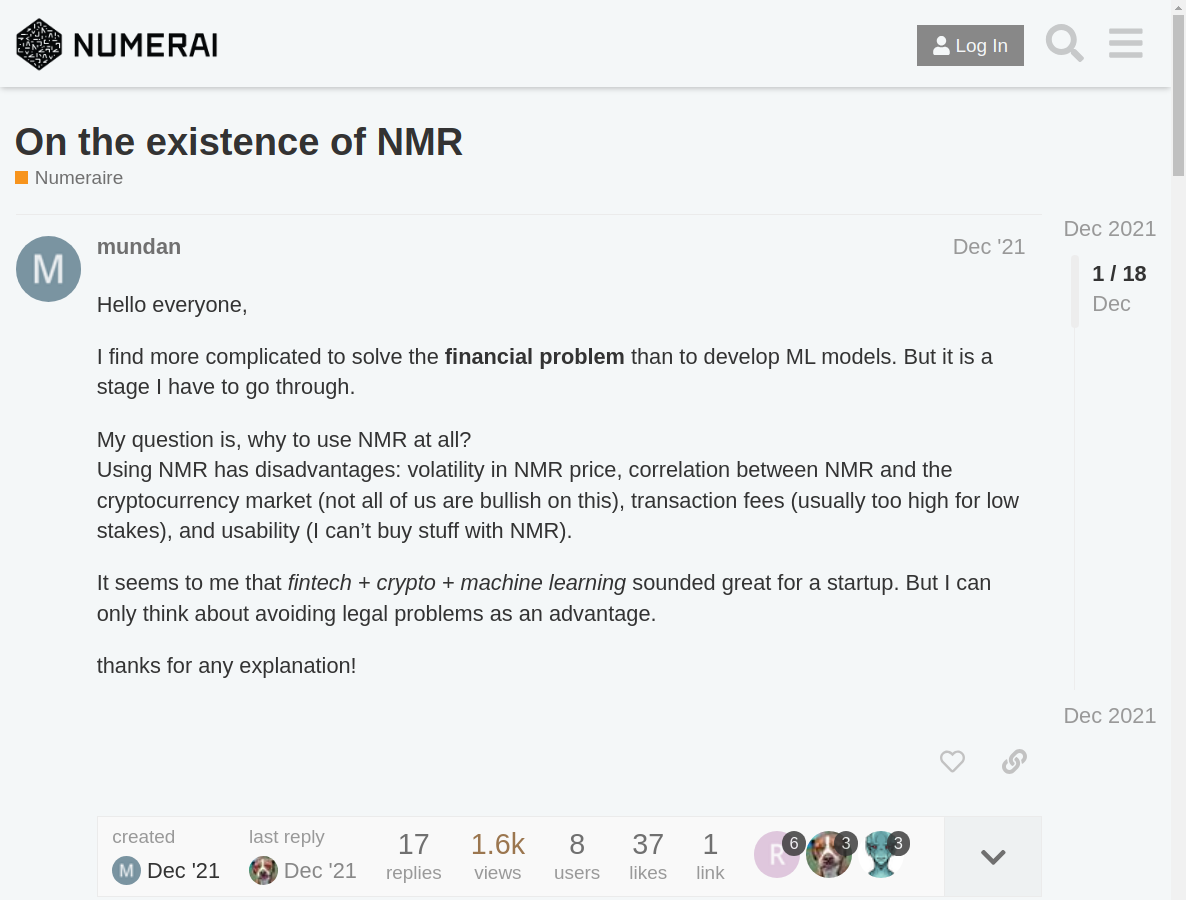 NUMERAI
Log In
On the existence of NMR
Numeraire
mundan
Dec '21
Dec 2021
1 / 18
Dec
Hello everyone,
I find more complicated to solve the financial problem than to develop ML models. But it is a
stage I have to go through.
My question is, why to use NMR at all?
Using NMR has disadvantages: volatility in NMR price, correlation between NMR and the
cryptocurrency market (not all of us are bullish on this), transaction fees (usually too high for low
stakes), and usability (I can’t buy stuff with NMR).
It seems to me that fintech + crypto + machine learning sounded great for a startup. But I can
only think about avoiding legal problems as an advantage.
thanks for any explanation!
Dec 2021
created
M Dec '21
last reply
Dec '21
17
replies
1.6k
views
8
users
37
likes
1
link
R 6
3
3
M